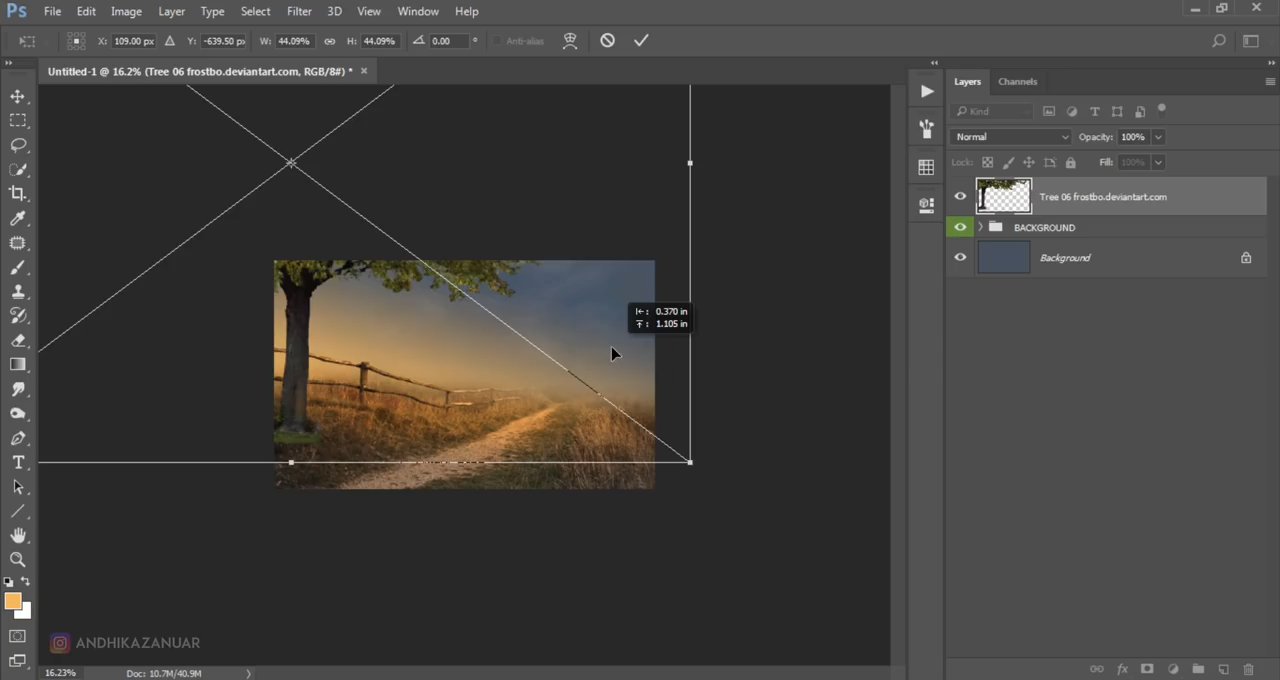 Ps File Edit Image Layer Type Select Filter 3D View Window Help
X: 109.00 px Y: -639.50 px W: 44.09% H: 44.09% 0.00 ° Anti-alias
Untitled-1 @ 16.2% (Tree 06 frostbo.deviantart.com, RGB/8#) * ×
Layers Channels
Kind
Normal Opacity: 100%
Lock: Fill: 100%
Tree 06 frostbo.deviantart.com
BACKGROUND
Background
0.370 in
1.105 in
ANDHIKAZANUAR
16.23% Doc: 10.7M/40.9M